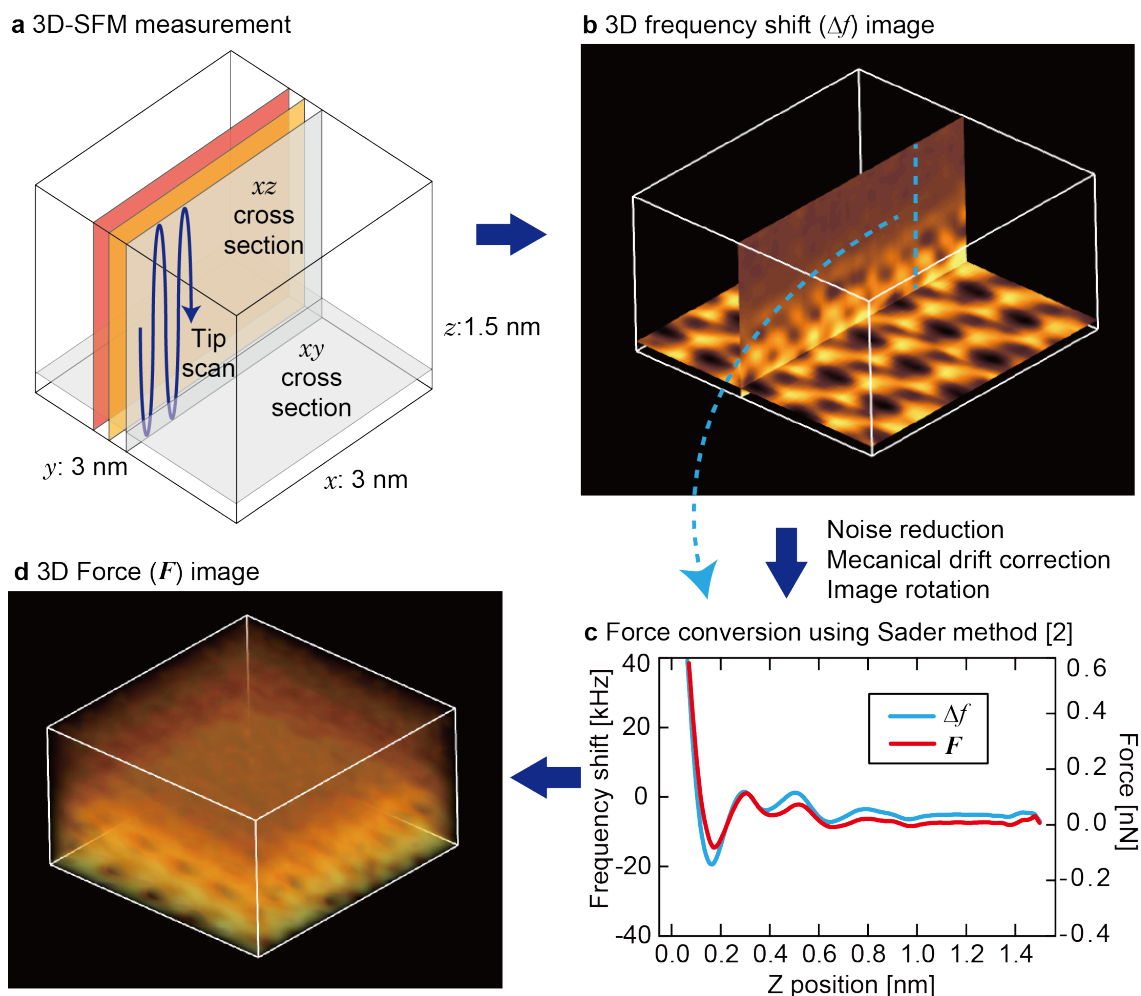 a 3D-SFM measurement
xz
cross
section
Tip
scan
xy
cross
section
z:1.5 nm
y: 3 nm
x: 3 nm
b 3D frequency shift (Δf) image
Noise reduction
Mecanical drift correction
Image rotation
c Force conversion using Sader method [2]
Frequency shift [kHz]
40
20
0
-20
-40
Δf
F
0.6
0.4
0.2
0.0
-0.2
-0.4
Force [nN]
0.0 0.2 0.4 0.6 0.8 1.0 1.2 1.4
Z position [nm]
d 3D Force (F) image